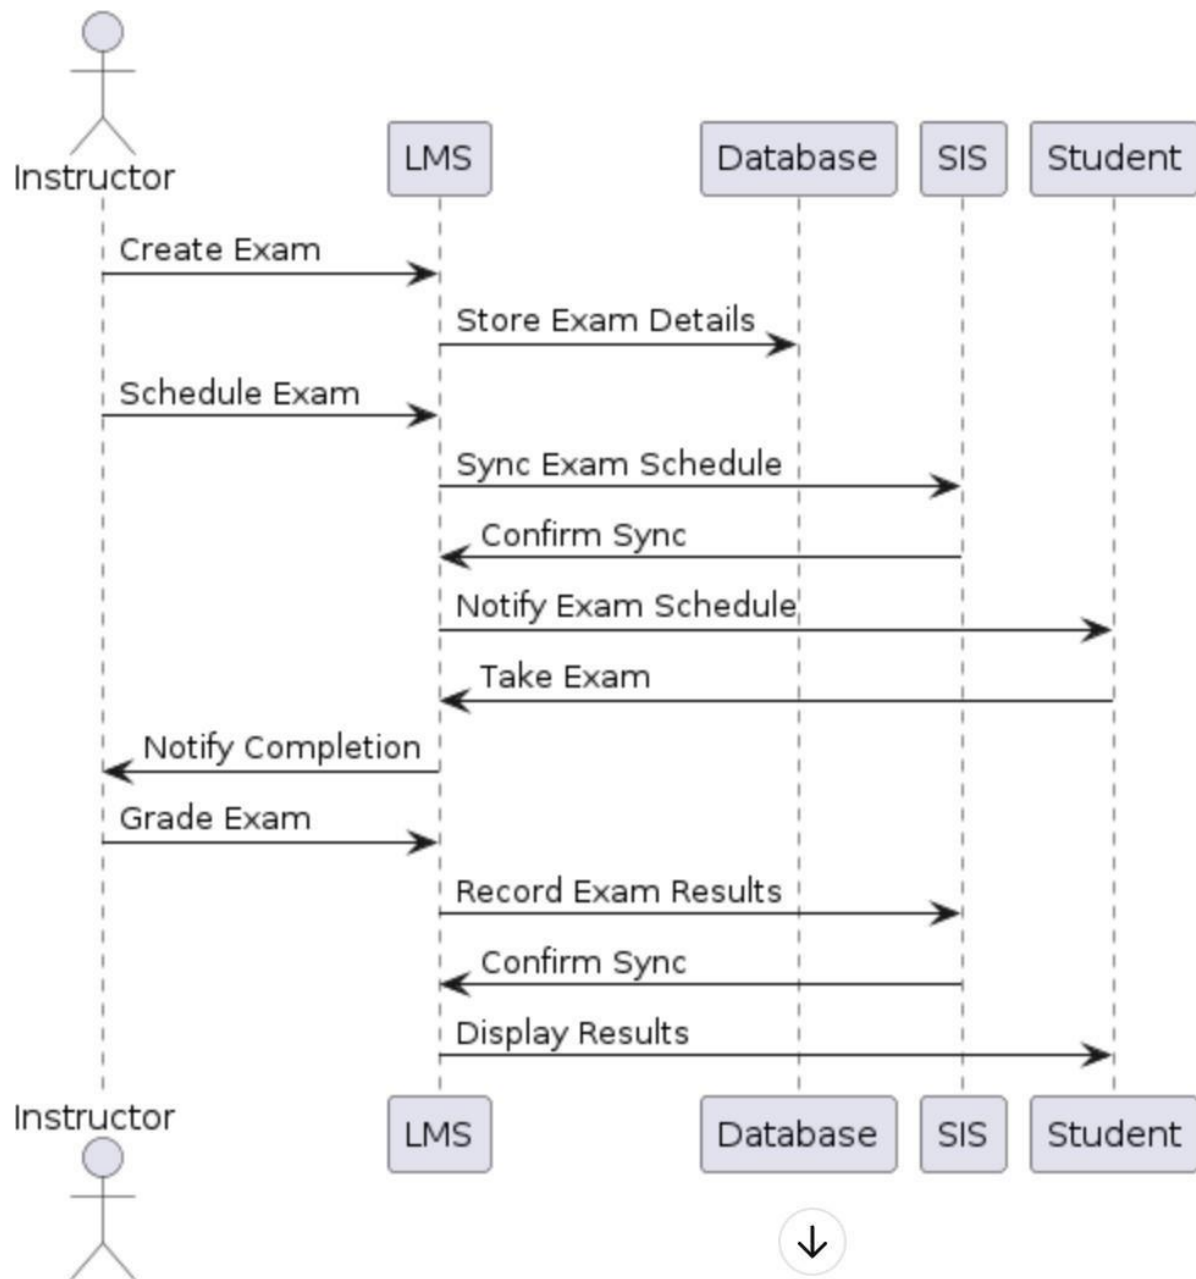 Instructor
LMS
Database
SIS
Student
Create Exam
Store Exam Details
Schedule Exam
Sync Exam Schedule
Confirm Sync
Notify Exam Schedule
Take Exam
Notify Completion
Grade Exam
Record Exam Results
Confirm Sync
Display Results
Instructor
LMS
Database
SIS
Student